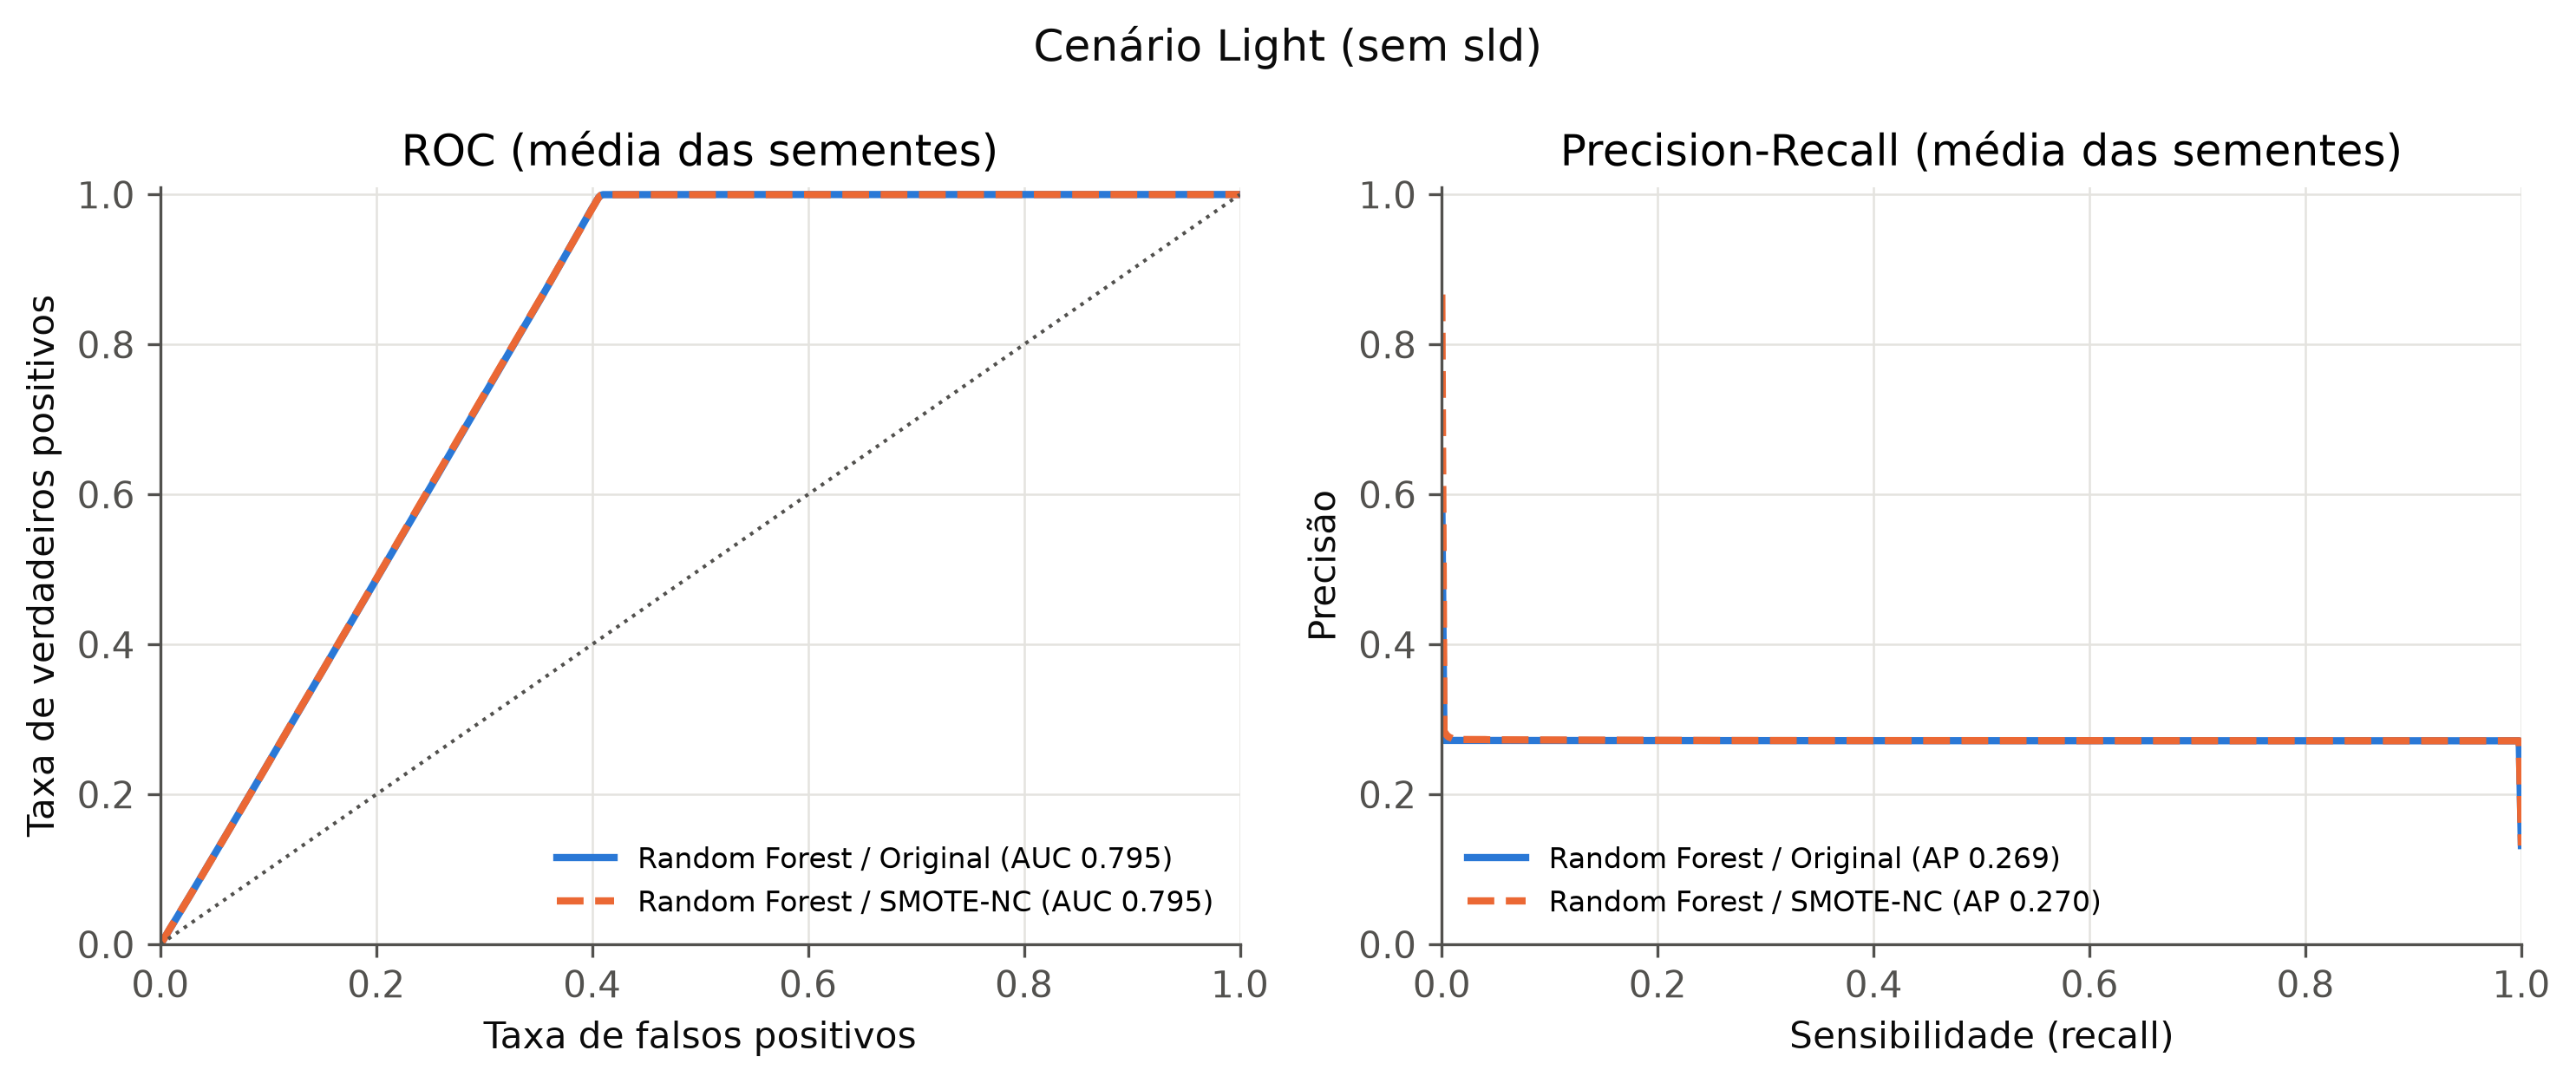 Cenário Light (sem sld)
ROC (média das sementes)
Taxa de verdadeiros positivos
1.0
0.8
0.6
0.4
0.2
0.0
Random Forest / Original (AUC 0.795)
Random Forest / SMOTE-NC (AUC 0.795)
0.0 0.2 0.4 0.6 0.8 1.0
Taxa de falsos positivos
Precision-Recall (média das sementes)
Precisão
1.0
0.8
0.6
0.4
0.2
0.0
Random Forest / Original (AP 0.269)
Random Forest / SMOTE-NC (AP 0.270)
0.0 0.2 0.4 0.6 0.8 1.0
Sensibilidade (recall)